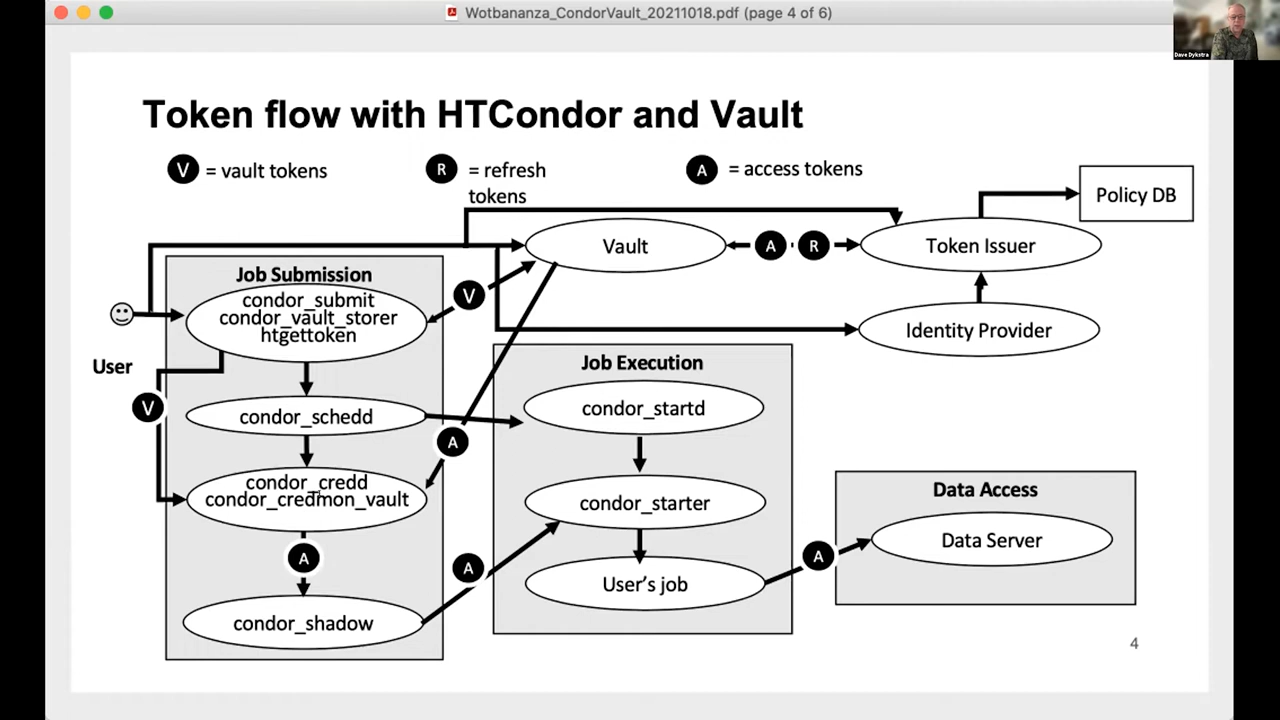 Wotbananza_CondorVault_20211018.pdf (page 4 of 6)
Dave Dykstra
Token flow with HTCondor and Vault
V = vault tokens
R = refresh
tokens
A = access tokens
Policy DB
Vault
A
R
Token Issuer
Job Submission
condor_submit
condor_vault_storer
htgettoken
V
Identity Provider
User
Job Execution
V
condor_schedd
condor_startd
A
condor_credd
condor_credmon_vault
condor_starter
Data Access
Data Server
A
A
A
User's job
condor_shadow
4